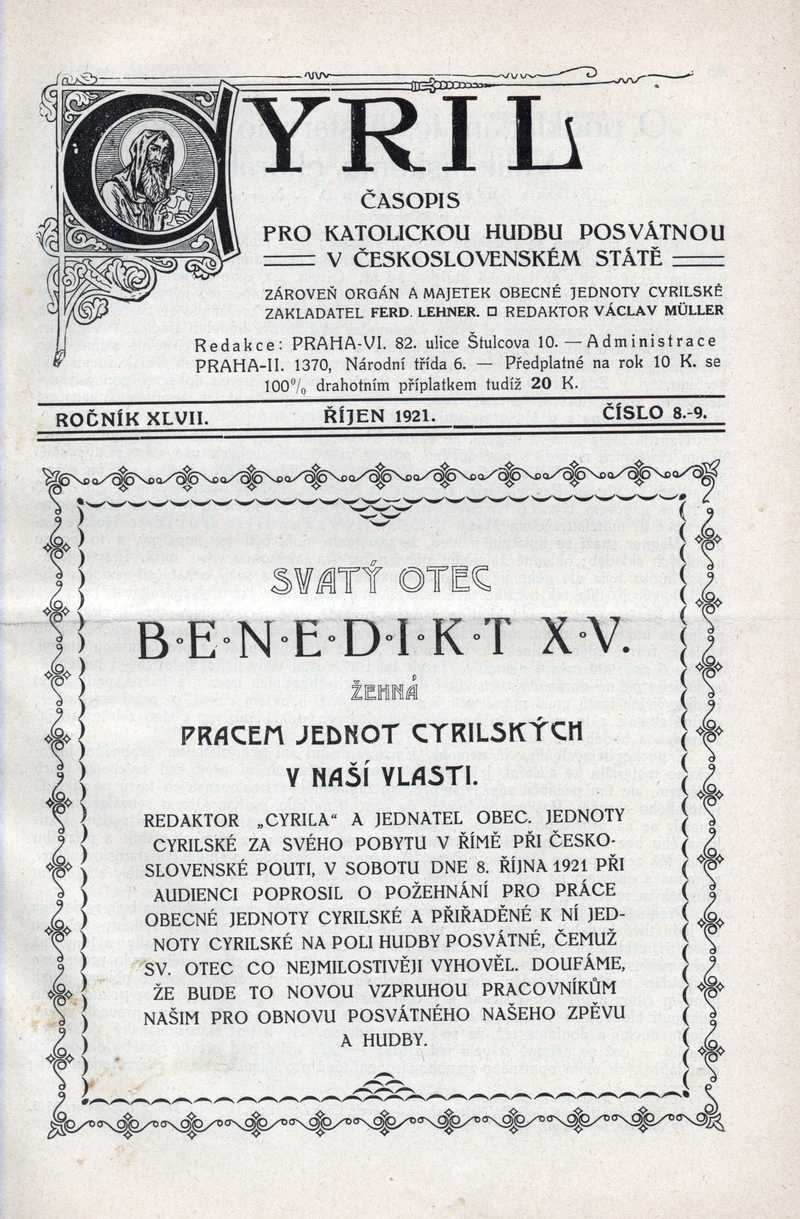 CYRIL
ČASOPIS
PRO KATOLICKOU HUDBU POSVÁTNOU
V ČESKOSLOVENSKÉM STÁTĚ
ZÁROVEŇ ORGÁN A MAJETEK OBECNÉ JEDNOTY CYRILSKÉ
ZAKLADATEL FERD. LEHNER. □ REDAKTOR VÁCLAV MÜLLER
Redakce: PRAHA-VI. 82. ulice Štulcova 10. — Administrace
PRAHA-II. 1370, Národní třída 6. — Předplatné na rok 10 K. se
100% drahotním příplatkem tudíž 20 K.
ROČNÍK XLVII. ŘÍJEN 1921. ČÍSLO 8.-9.
SVATÝ OTEC
B·E·N·E·D·I·K·T X·V.
ŽEHNÁ
PRACEM JEDNOT CYRILSKÝCH
V NAŠÍ VLASTI.
REDAKTOR „CYRILA“ A JEDNATEL OBEC. JEDNOTY
CYRILSKÉ ZA SVÉHO POBYTU V ŘÍMĚ PŘI ČESKO-
SLOVENSKÉ POUTI, V SOBOTU DNE 8. ŘÍJNA 1921 PŘI
AUDIENCI POPROSIL O POŽEHNÁNÍ PRO PRÁCE
OBECNÉ JEDNOTY CYRILSKÉ A PŘIŘADĚNÉ K NÍ JED-
NOTY CYRILSKÉ NA POLI HUDBY POSVÁTNÉ, ČEMUŽ
SV. OTEC CO NEJMILOSTIVĚJI VYHOVĚL. DOUFÁME,
ŽE BUDE TO NOVOU VZPRUHOU PRACOVNÍKŮM
NAŠIM PRO OBNOVU POSVÁTNÉHO NAŠEHO ZPĚVU
A HUDBY.